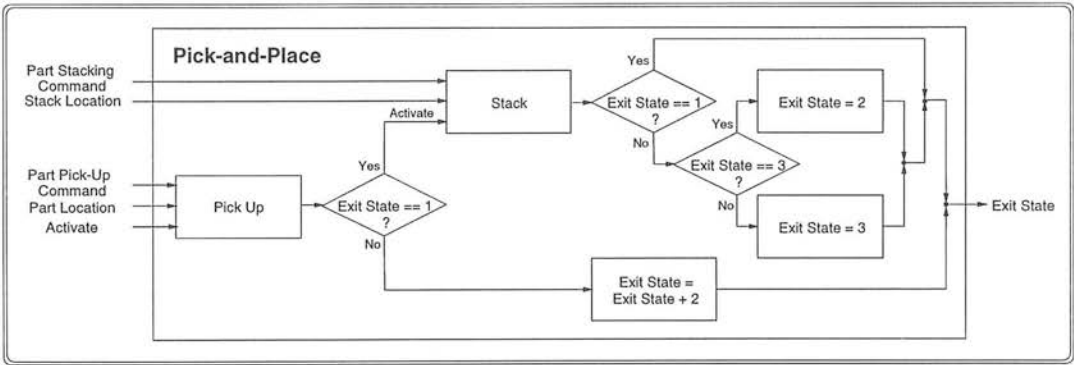 Pick-and-Place
Part Stacking
Command
Stack Location
Stack
Activate
Yes
Exit State == 1
?
No
Yes
Exit State = 2
Exit State == 3
?
No
Exit State = 3
Part Pick-Up
Command
Part Location
Activate
Pick Up
Yes
Exit State == 1
?
No
Exit State =
Exit State + 2
Exit State